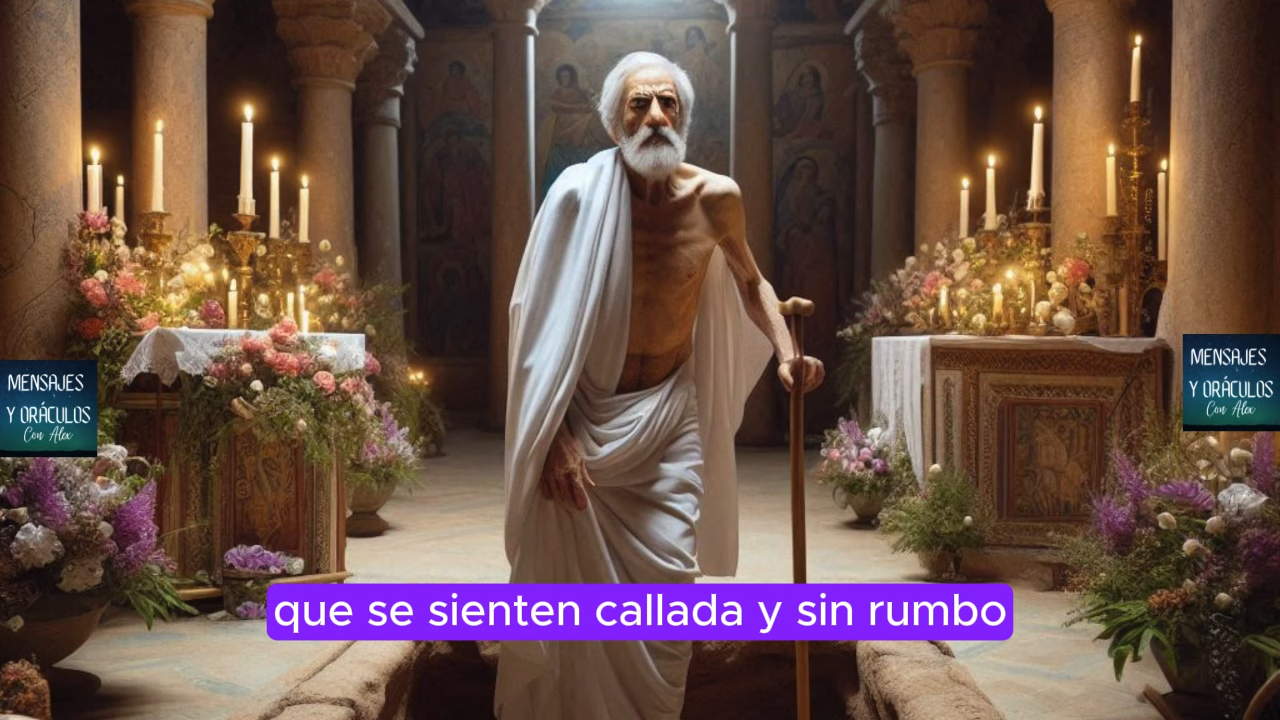 MENSAJES
Y ORÁCULOS
Con Alex
MENSAJES
Y ORÁCULOS
Con Alex
que se sienten callada y sin rumbo